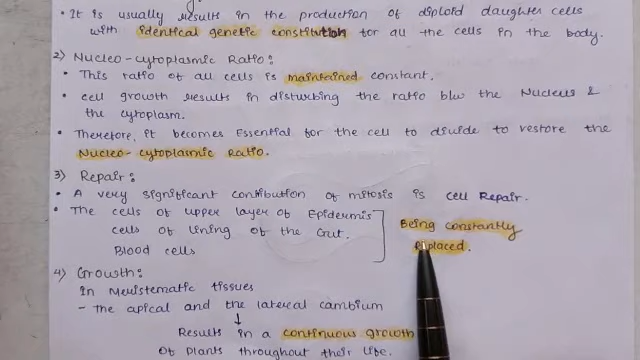 • It is usually results in the production of diploid daughter cells
with identical genetic constitution for all the cells in the body.
2) Nucleo-cytoplasmic Ratio:
• This ratio of all cells is maintained constant.
• cell growth results in disturbing the ratio b/w the Nucleus &
the cytoplasm.
• Therefore, it becomes Essential for the cell to divide to restore the
Nucleo-cytoplasmic Ratio.
3) Repair:
• A very significant contibution of mitosis is cell Repair.
• The cells of upper layer of Epidermis
cells of lining of the Gut.
Blood cells
Being constantly
Replaced.
4) Growth:
In Meristematic tissues
- The apical and the latereal cambium
↓
Results in a continuous growth
of plants throughout their life.